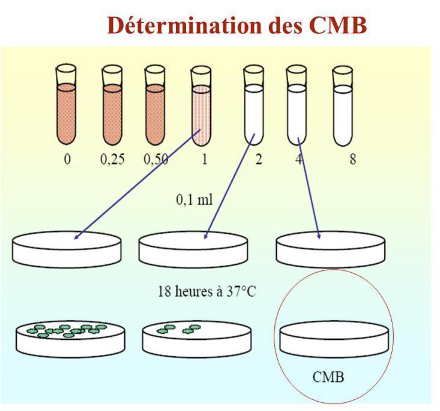 Détermination des CMB
0 0,25 0,50 1 2 4 8
0,1 ml
18 heures à 37°C
CMB